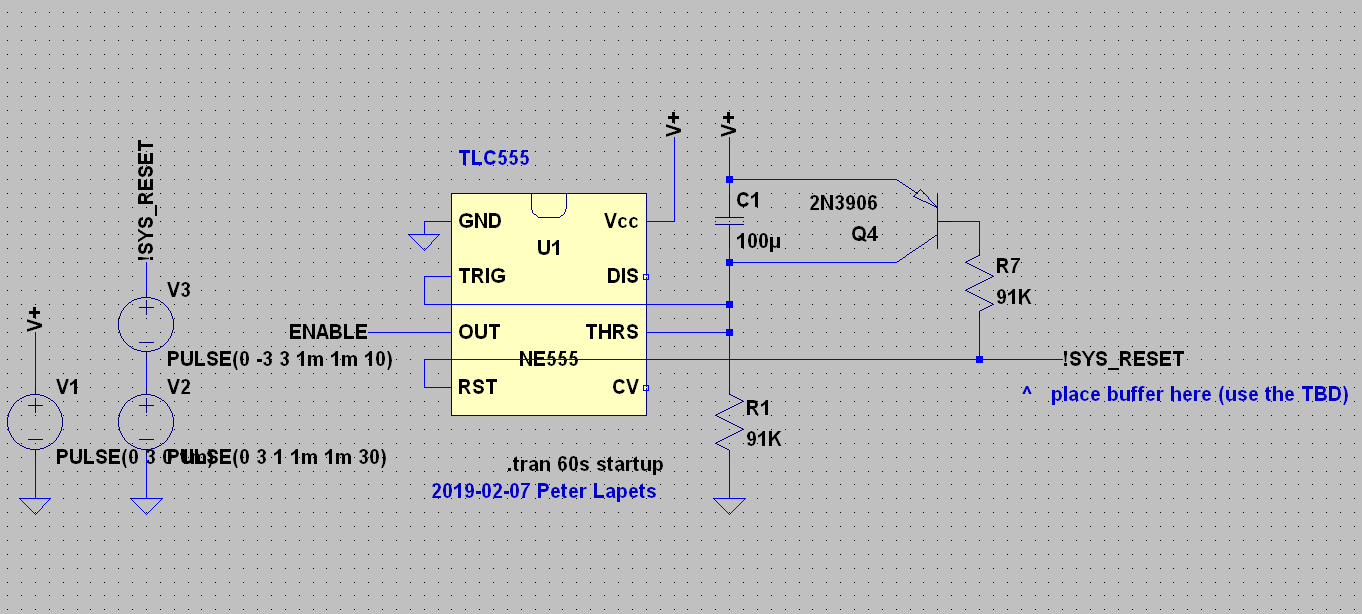 !SYS_RESET
V+
V+
V+
TLC555
GND
Vcc
U1
TRIG
DIS
OUT
THRS
NE555
RST
CV
ENABLE
C1
100µ
2N3906
Q4
R7
91K
!SYS_RESET
^ place buffer here (use the TBD)
V3
PULSE(0 -3 3 1m 1m 10)
V1
V2
PULSE(0 3 0
PULSE(0 3 1 1m 1m 30)
R1
91K
.tran 60s startup
2019-02-07 Peter Lapets